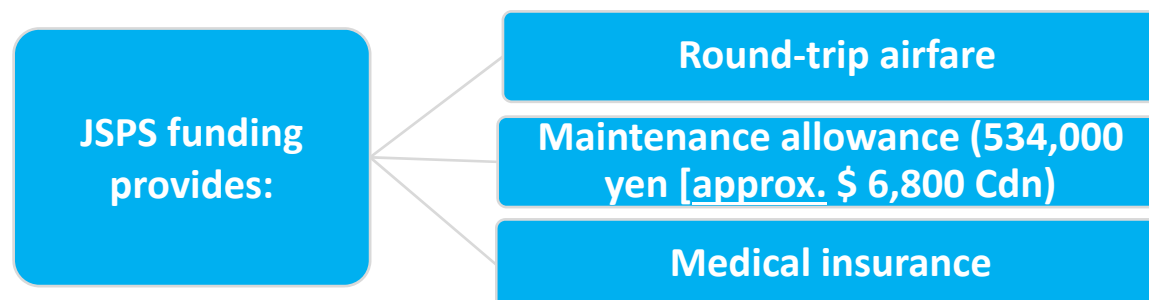 JSPS funding
provides:
Round-trip airfare
Maintenance allowance (534,000
yen [approx. $ 6,800 Cdn)
Medical insurance